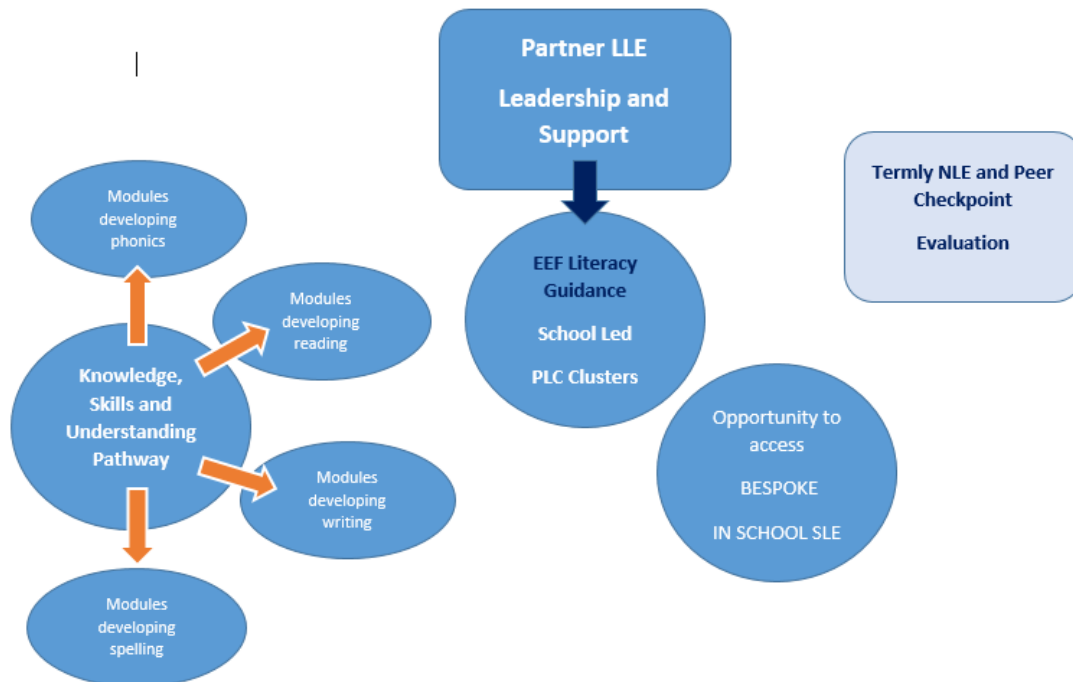 Partner LLE
Leadership and
Support
Termly NLE and Peer
Checkpoint
Evaluation
Modules
developing
phonics
EEF Literacy
Guidance
School Led
PLC Clusters
Modules
developing
reading
Knowledge,
Skills and
Understanding
Pathway
Opportunity to
access
BESPOKE
IN SCHOOL SLE
Modules
developing
writing
Modules
developing
spelling